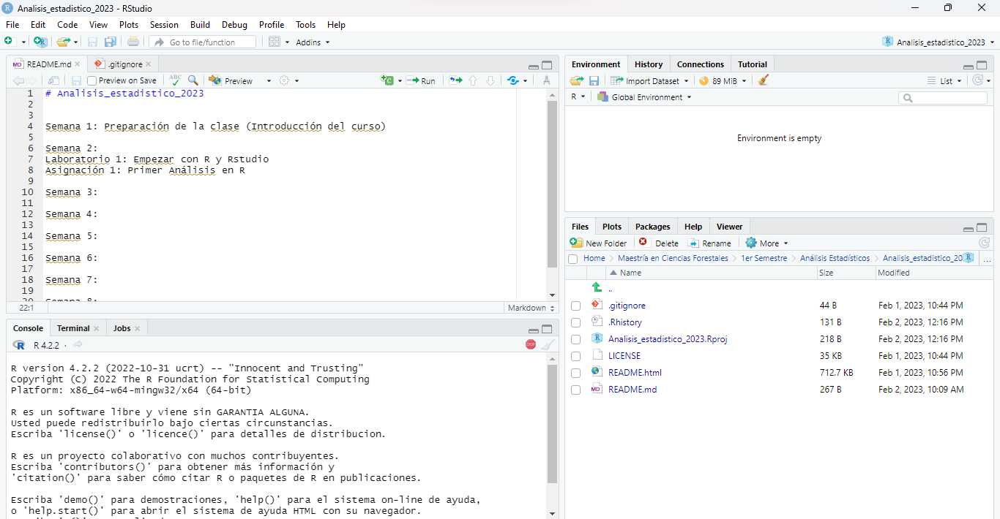 Analisis_estadistico_2023 - RStudio
File Edit Code View Plots Session Build Debug Profile Tools Help
Go to file/function Addins Analisis_estadistico_2023
README.md .gitignore
Preview on Save ABC Preview Run
1 # Analisis_estadistico_2023
2
3
4 Semana 1: Preparación de la clase (Introducción del curso)
5
6 Semana 2:
7 Laboratorio 1: Empezar con R y Rstudio
8 Asignación 1: Primer Análisis en R
9
10 Semana 3:
11
12 Semana 4:
13
14 Semana 5:
15
16 Semana 6:
17
18 Semana 7:
19
20 Semana 8:
22:1 Markdown
Console Terminal Jobs
R 4.2.2 ·
R version 4.2.2 (2022-10-31 ucrt) -- "Innocent and Trusting"
Copyright (C) 2022 The R Foundation for Statistical Computing
Platform: x86_64-w64-mingw32/x64 (64-bit)
R es un software libre y viene sin GARANTIA ALGUNA.
Usted puede redistribuirlo bajo ciertas circunstancias.
Escriba 'license()' o 'licence()' para detalles de distribucion.
R es un proyecto colaborativo con muchos contribuyentes.
Escriba 'contributors()' para obtener más información y
'citation()' para saber cómo citar R o paquetes de R en publicaciones.
Escriba 'demo()' para demostraciones, 'help()' para el sistema on-line de ayuda,
o 'help.start()' para abrir el sistema de ayuda HTML con su navegador.
Environment History Connections Tutorial
Import Dataset 89 MiB List
R Global Environment
Environment is empty
Files Plots Packages Help Viewer
New Folder Delete Rename More
Home Maestría en Ciencias Forestales 1er Semestre Análisis Estadísticos Analisis_estadistico_20 ...
Name Size Modified
..
.gitignore 44 B Feb 1, 2023, 10:44 PM
.Rhistory 131 B Feb 2, 2023, 12:16 PM
Analisis_estadistico_2023.Rproj 218 B Feb 2, 2023, 12:16 PM
LICENSE 35 KB Feb 1, 2023, 10:44 PM
README.html 712.7 KB Feb 1, 2023, 10:56 PM
README.md 267 B Feb 2, 2023, 10:09 AM